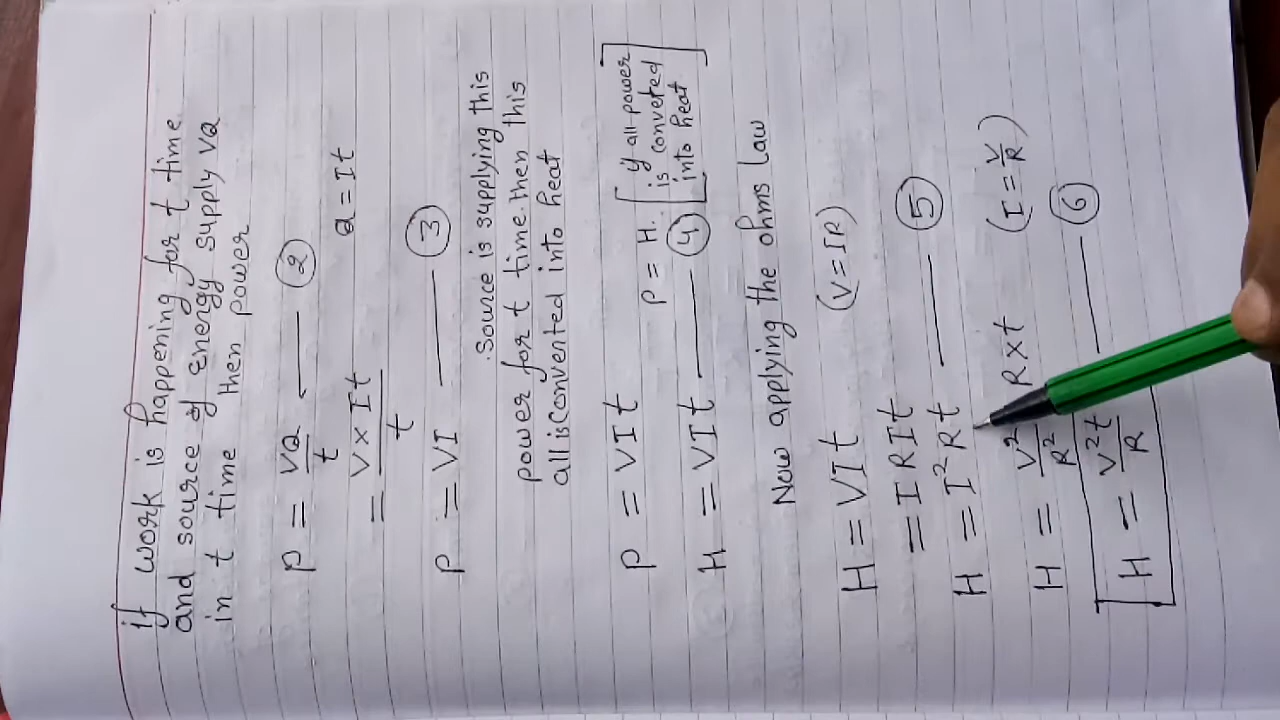 if work is happening for t time
and source of energy supply VQ
in t time then power
P = VQ/t —— (2)
= V x It/t Q = It
P = VI —— (3)
Source is supplying this
power for t time. then this
all is Convented into heat
P = VIt P = H. [if all power is conveted into heat]
H = VIt —— (4)
Now applying the ohms law
H = VIt (V = IR)
= IRIt
H = I²Rt —— (5)
H = V²/R² Rxt (I = V/R)
H = V²t/R —— (6)